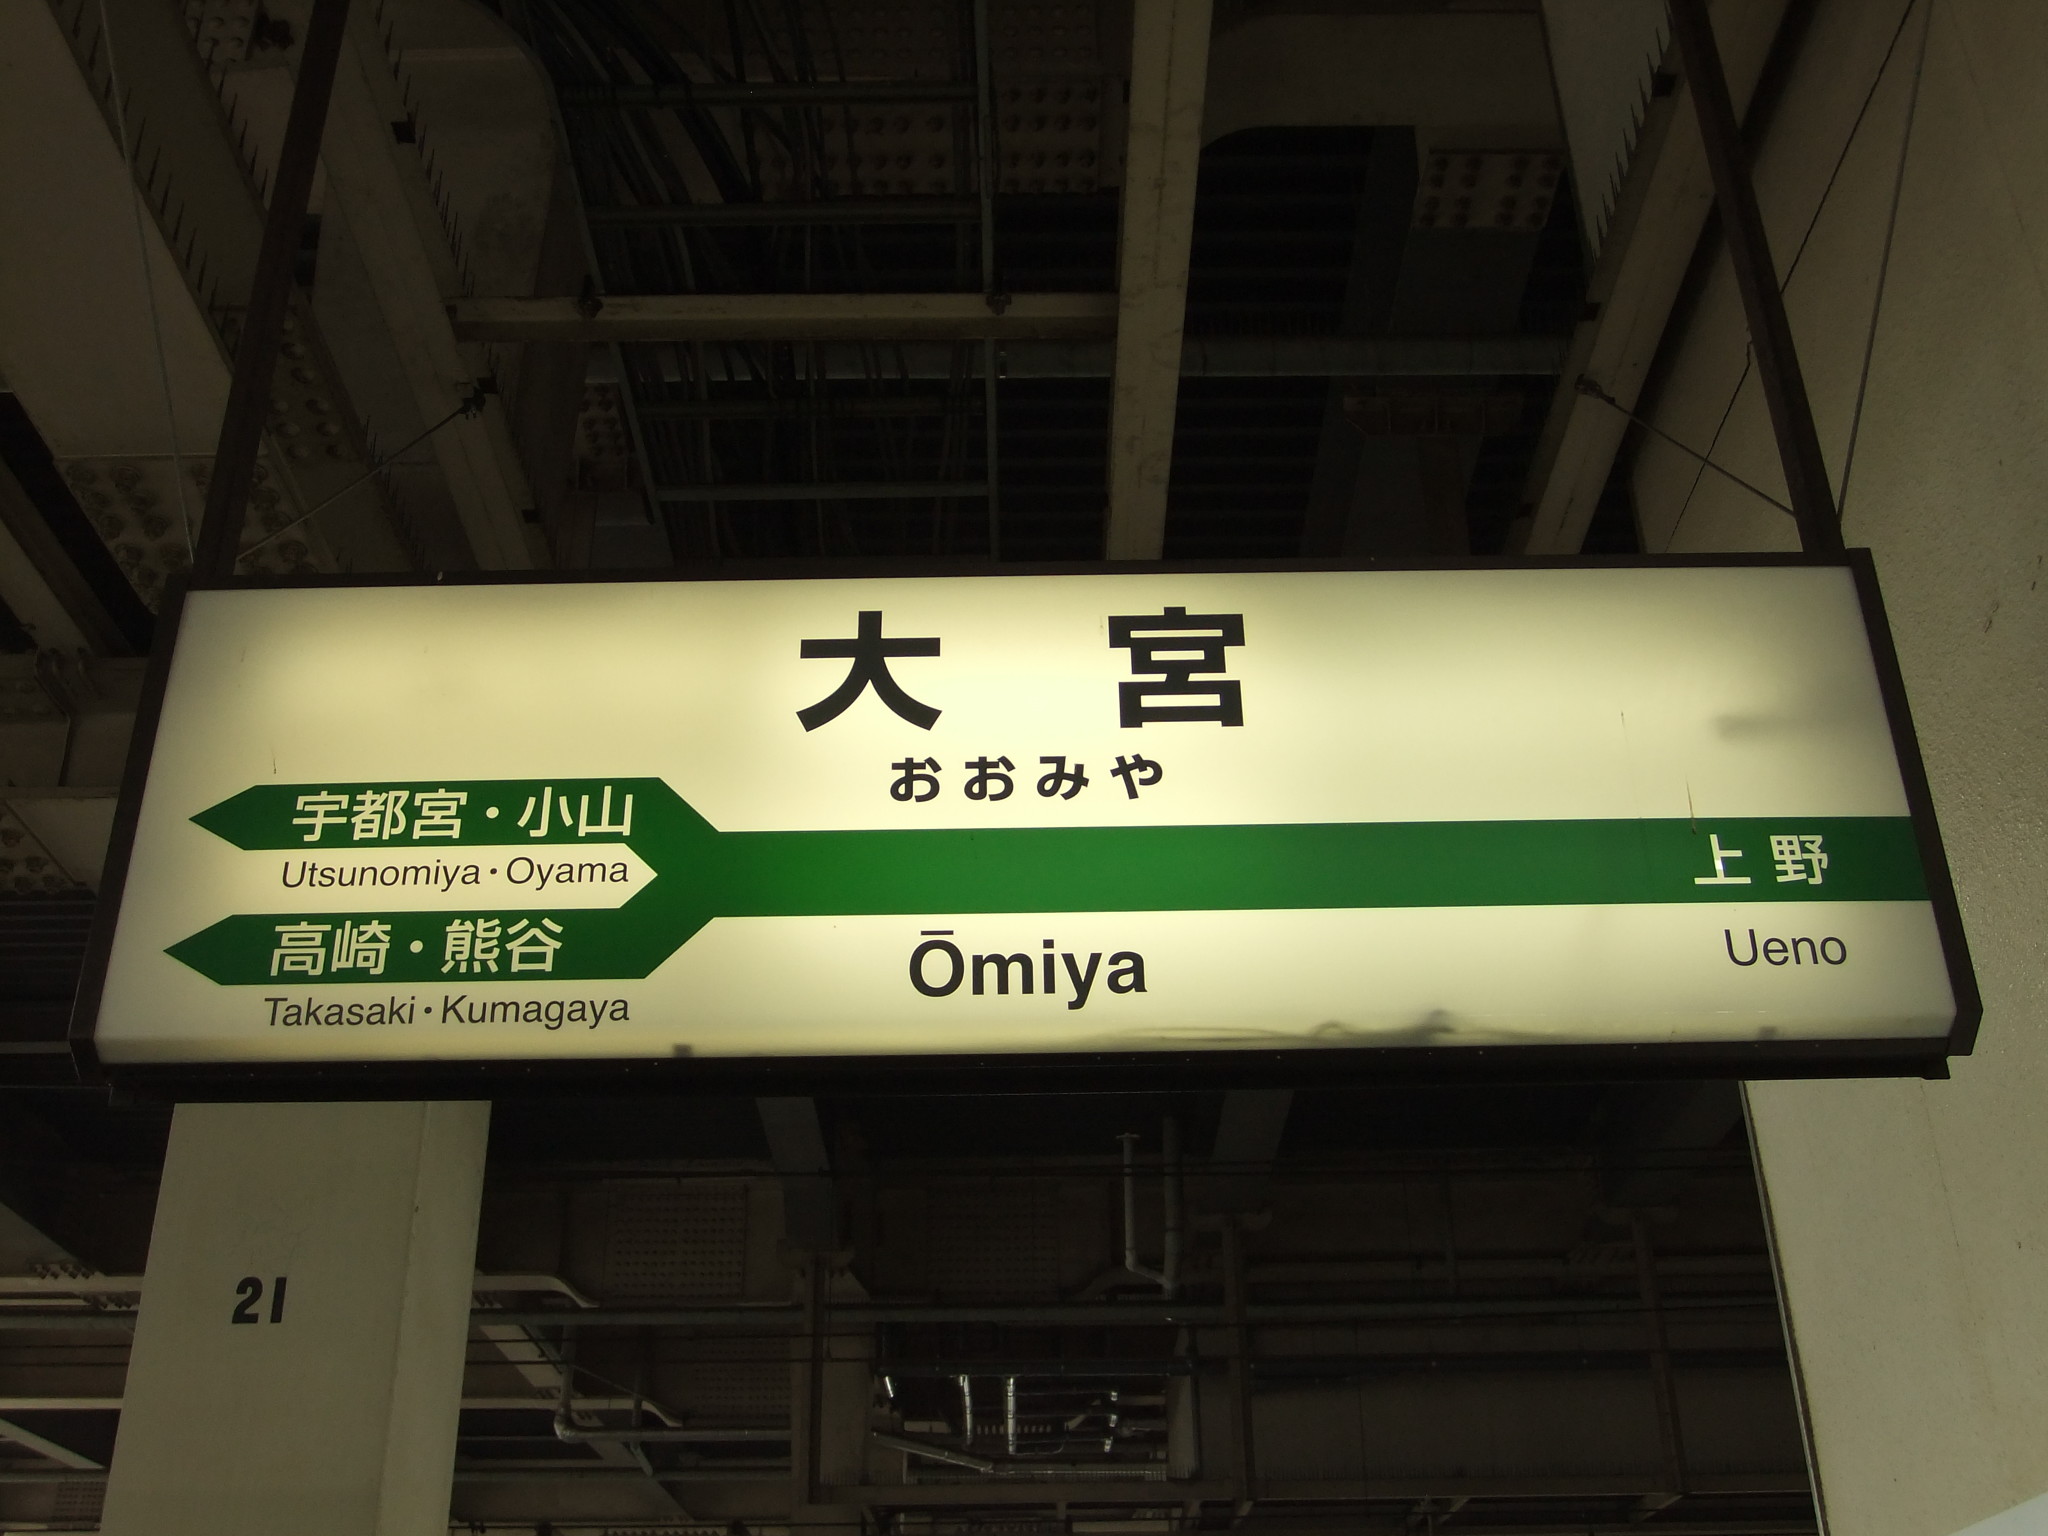 大宮
おおみや
宇都宮・小山
Utsunomiya・Oyama
高崎・熊谷
Takasaki・Kumagaya
Ōmiya
上野
Ueno
21